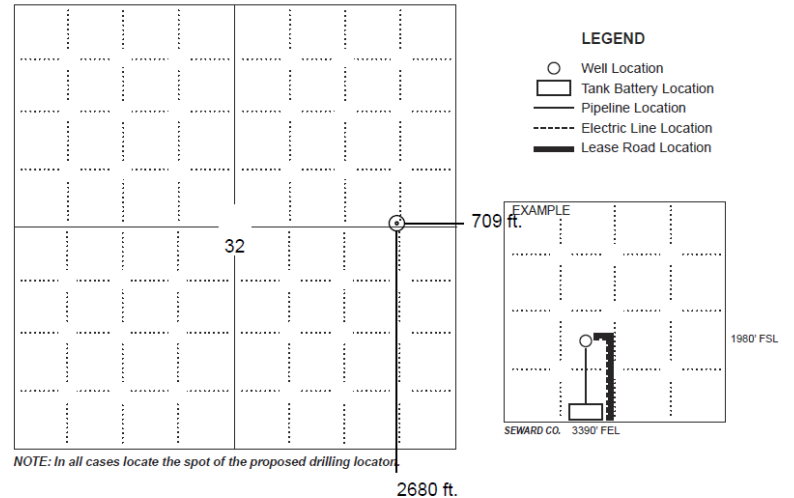 LEGEND
Well Location
Tank Battery Location
Pipeline Location
Electric Line Location
Lease Road Location
709 ft.
32
EXAMPLE
1980' FSL
SEWARD CO. 3390' FEL
NOTE: In all cases locate the spot of the proposed drilling locaton.
2680 ft.